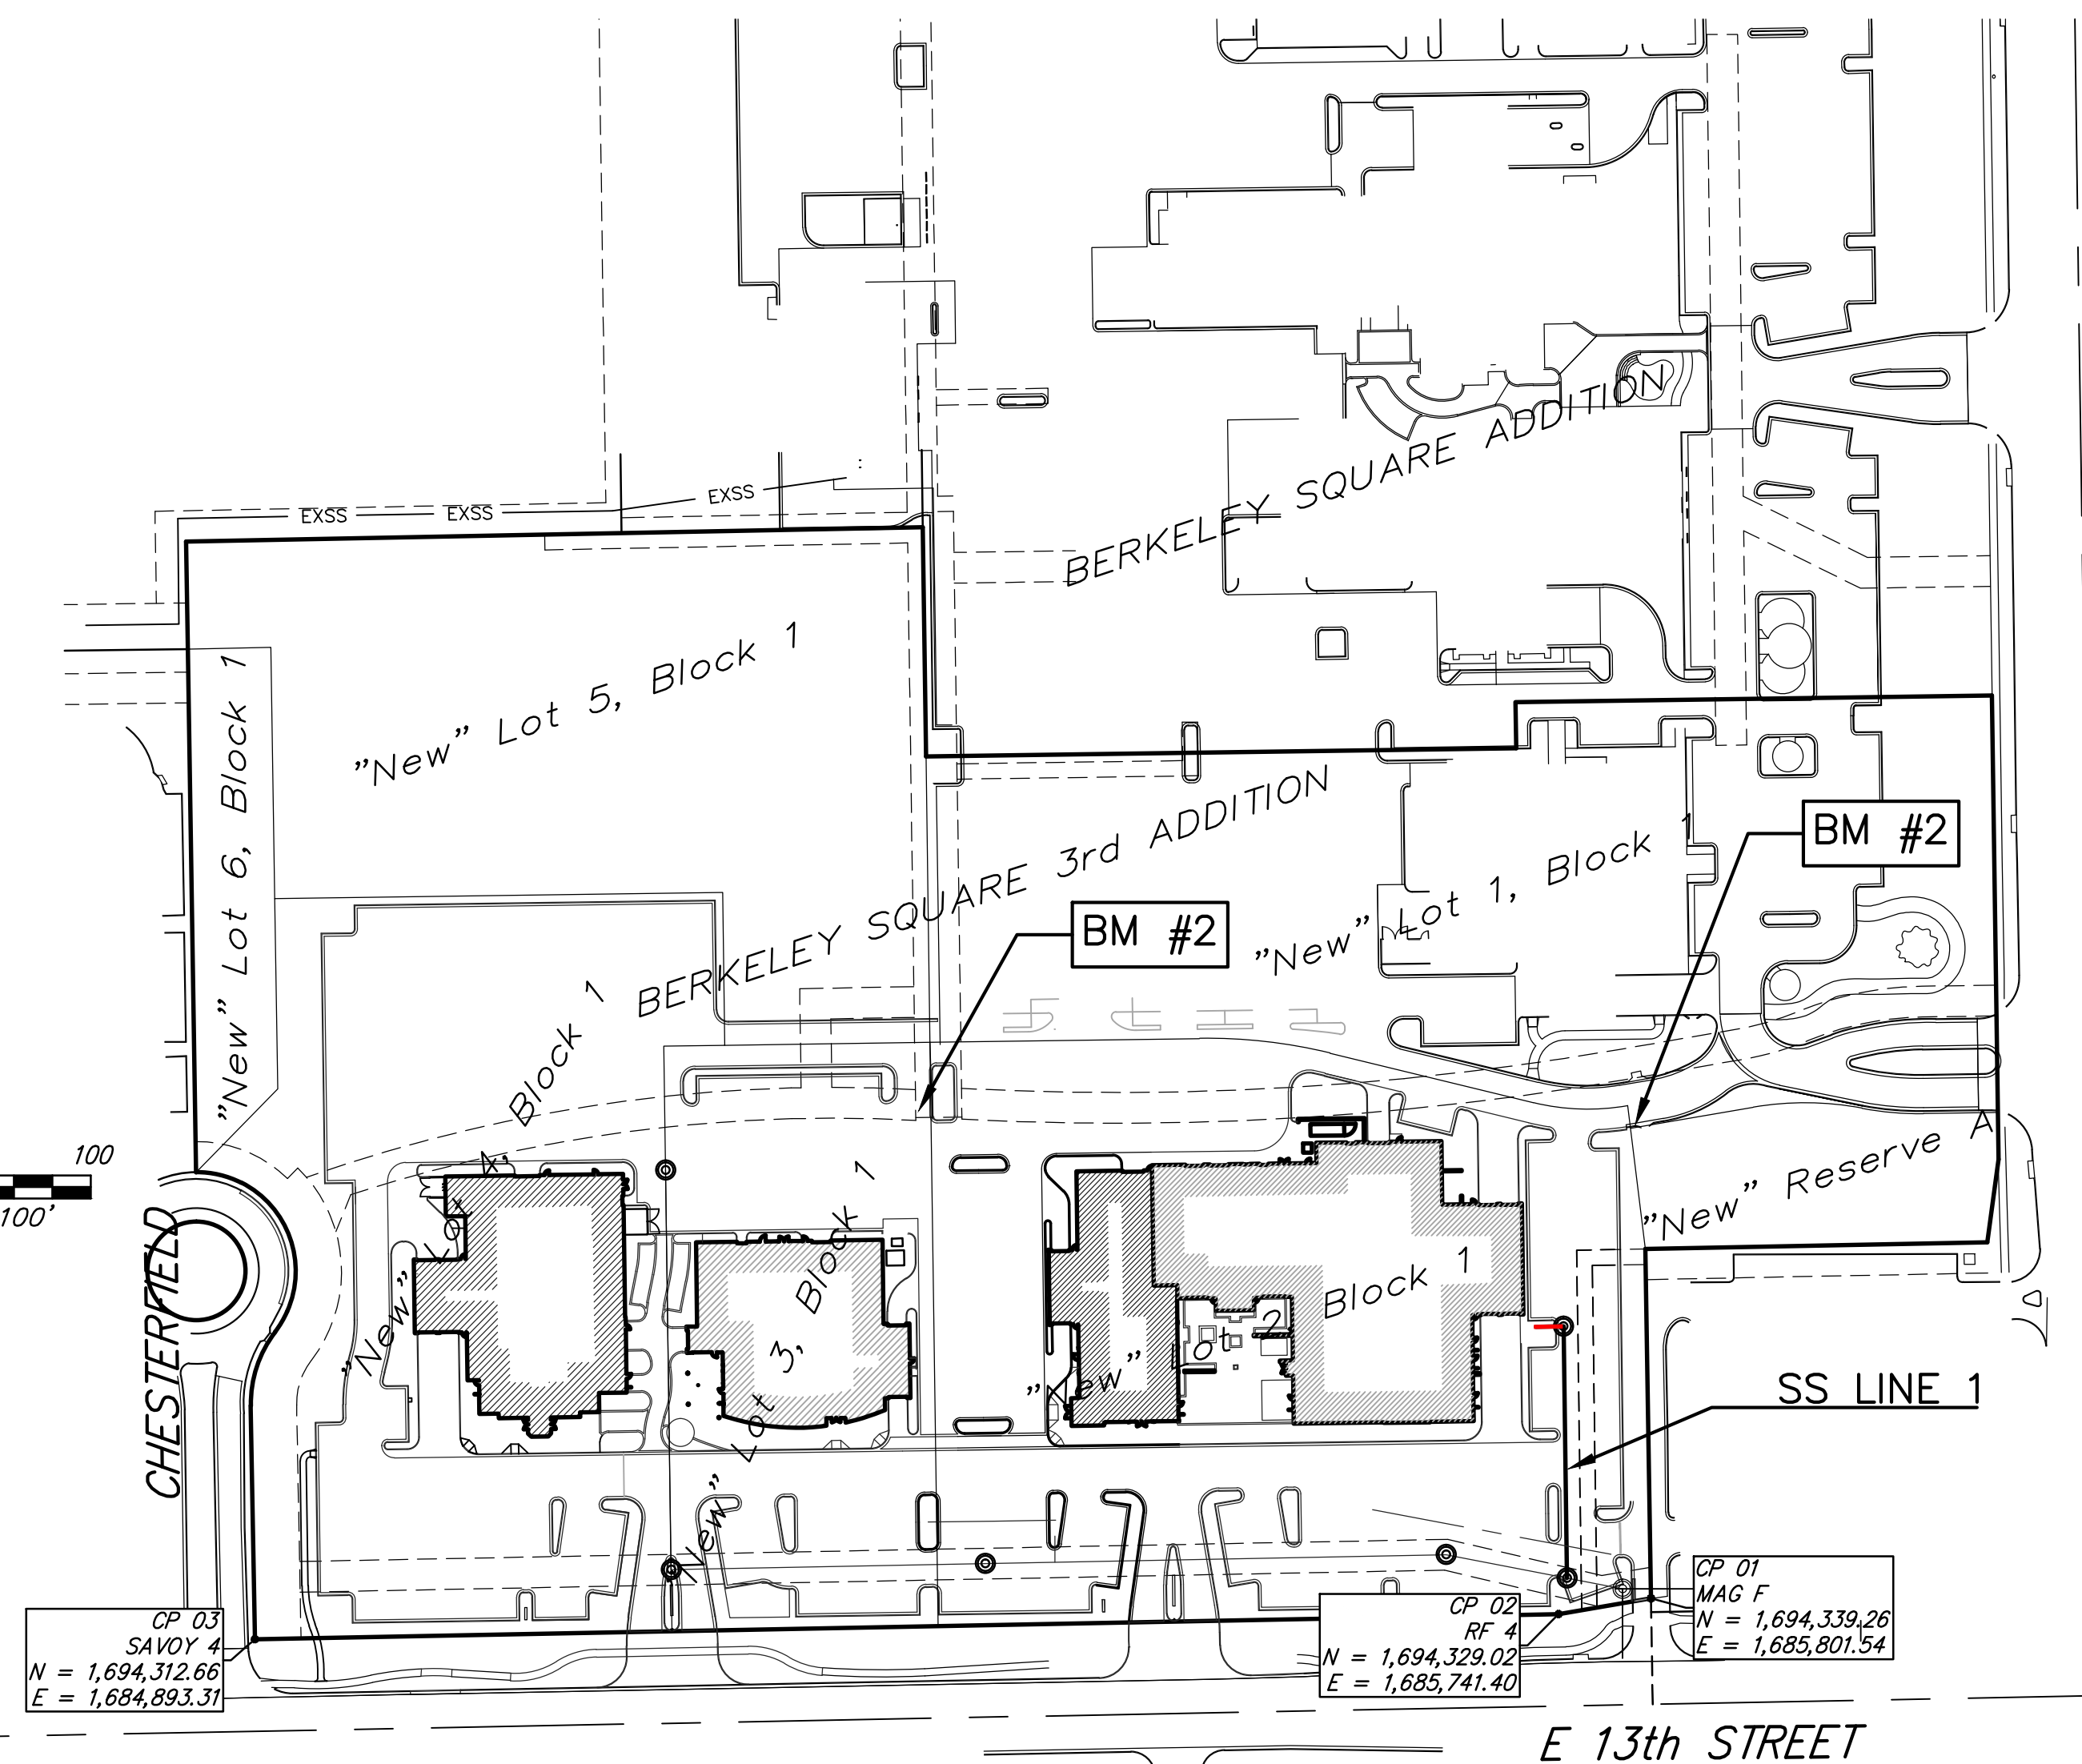 EXSS
EXSS
EXSS
BERKELEY SQUARE ADDITION
"New" Lot 6, Block 1
"New" Lot 5, Block 1
BERKELEY SQUARE 3rd ADDITION
"New" Lot 1, Block 1
BM #2
BM #2
"New" Lot 4, Block 1
"New" Lot 3, Block 1
"New" Lot 2 Block 1
"New" Reserve A
100
100'
CHESTERFIELD
SS LINE 1
CP 03
SAVOY 4
N = 1,694,312.66
E = 1,684,893.31
CP 02
RF 4
N = 1,694,329.02
E = 1,685,741.40
CP 01
MAG F
N = 1,694,339.26
E = 1,685,801.54
E 13th STREET